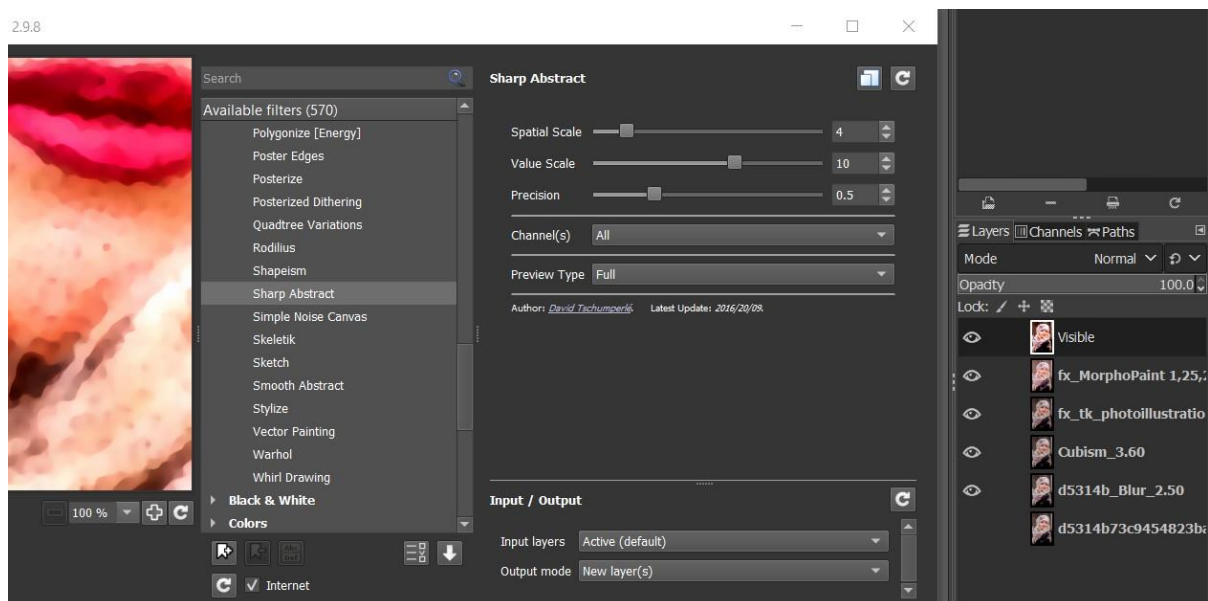 2.9.8
Search
Available filters (570)
Polygonize [Energy]
Poster Edges
Posterize
Posterized Dithering
Quadtree Variations
Rodilius
Shapeism
Sharp Abstract
Simple Noise Canvas
Skeletik
Sketch
Smooth Abstract
Stylize
Vector Painting
Warhol
Whirl Drawing
Black & White
Colors
100 %
Internet
Sharp Abstract
Spatial Scale 4
Value Scale 10
Precision 0.5
Channel(s) All
Preview Type Full
Author: David Tschumperlé. Latest Update: 2016/20/09.
Input / Output
Input layers Active (default)
Output mode New layer(s)
Layers Channels Paths
Mode Normal
Opacity 100.0
Lock:
Visible
fx_MorphoPaint 1,25,
fx_tk_photoillustratio
Cubism_3.60
d5314b_Blur_2.50
d5314b73c9454823b